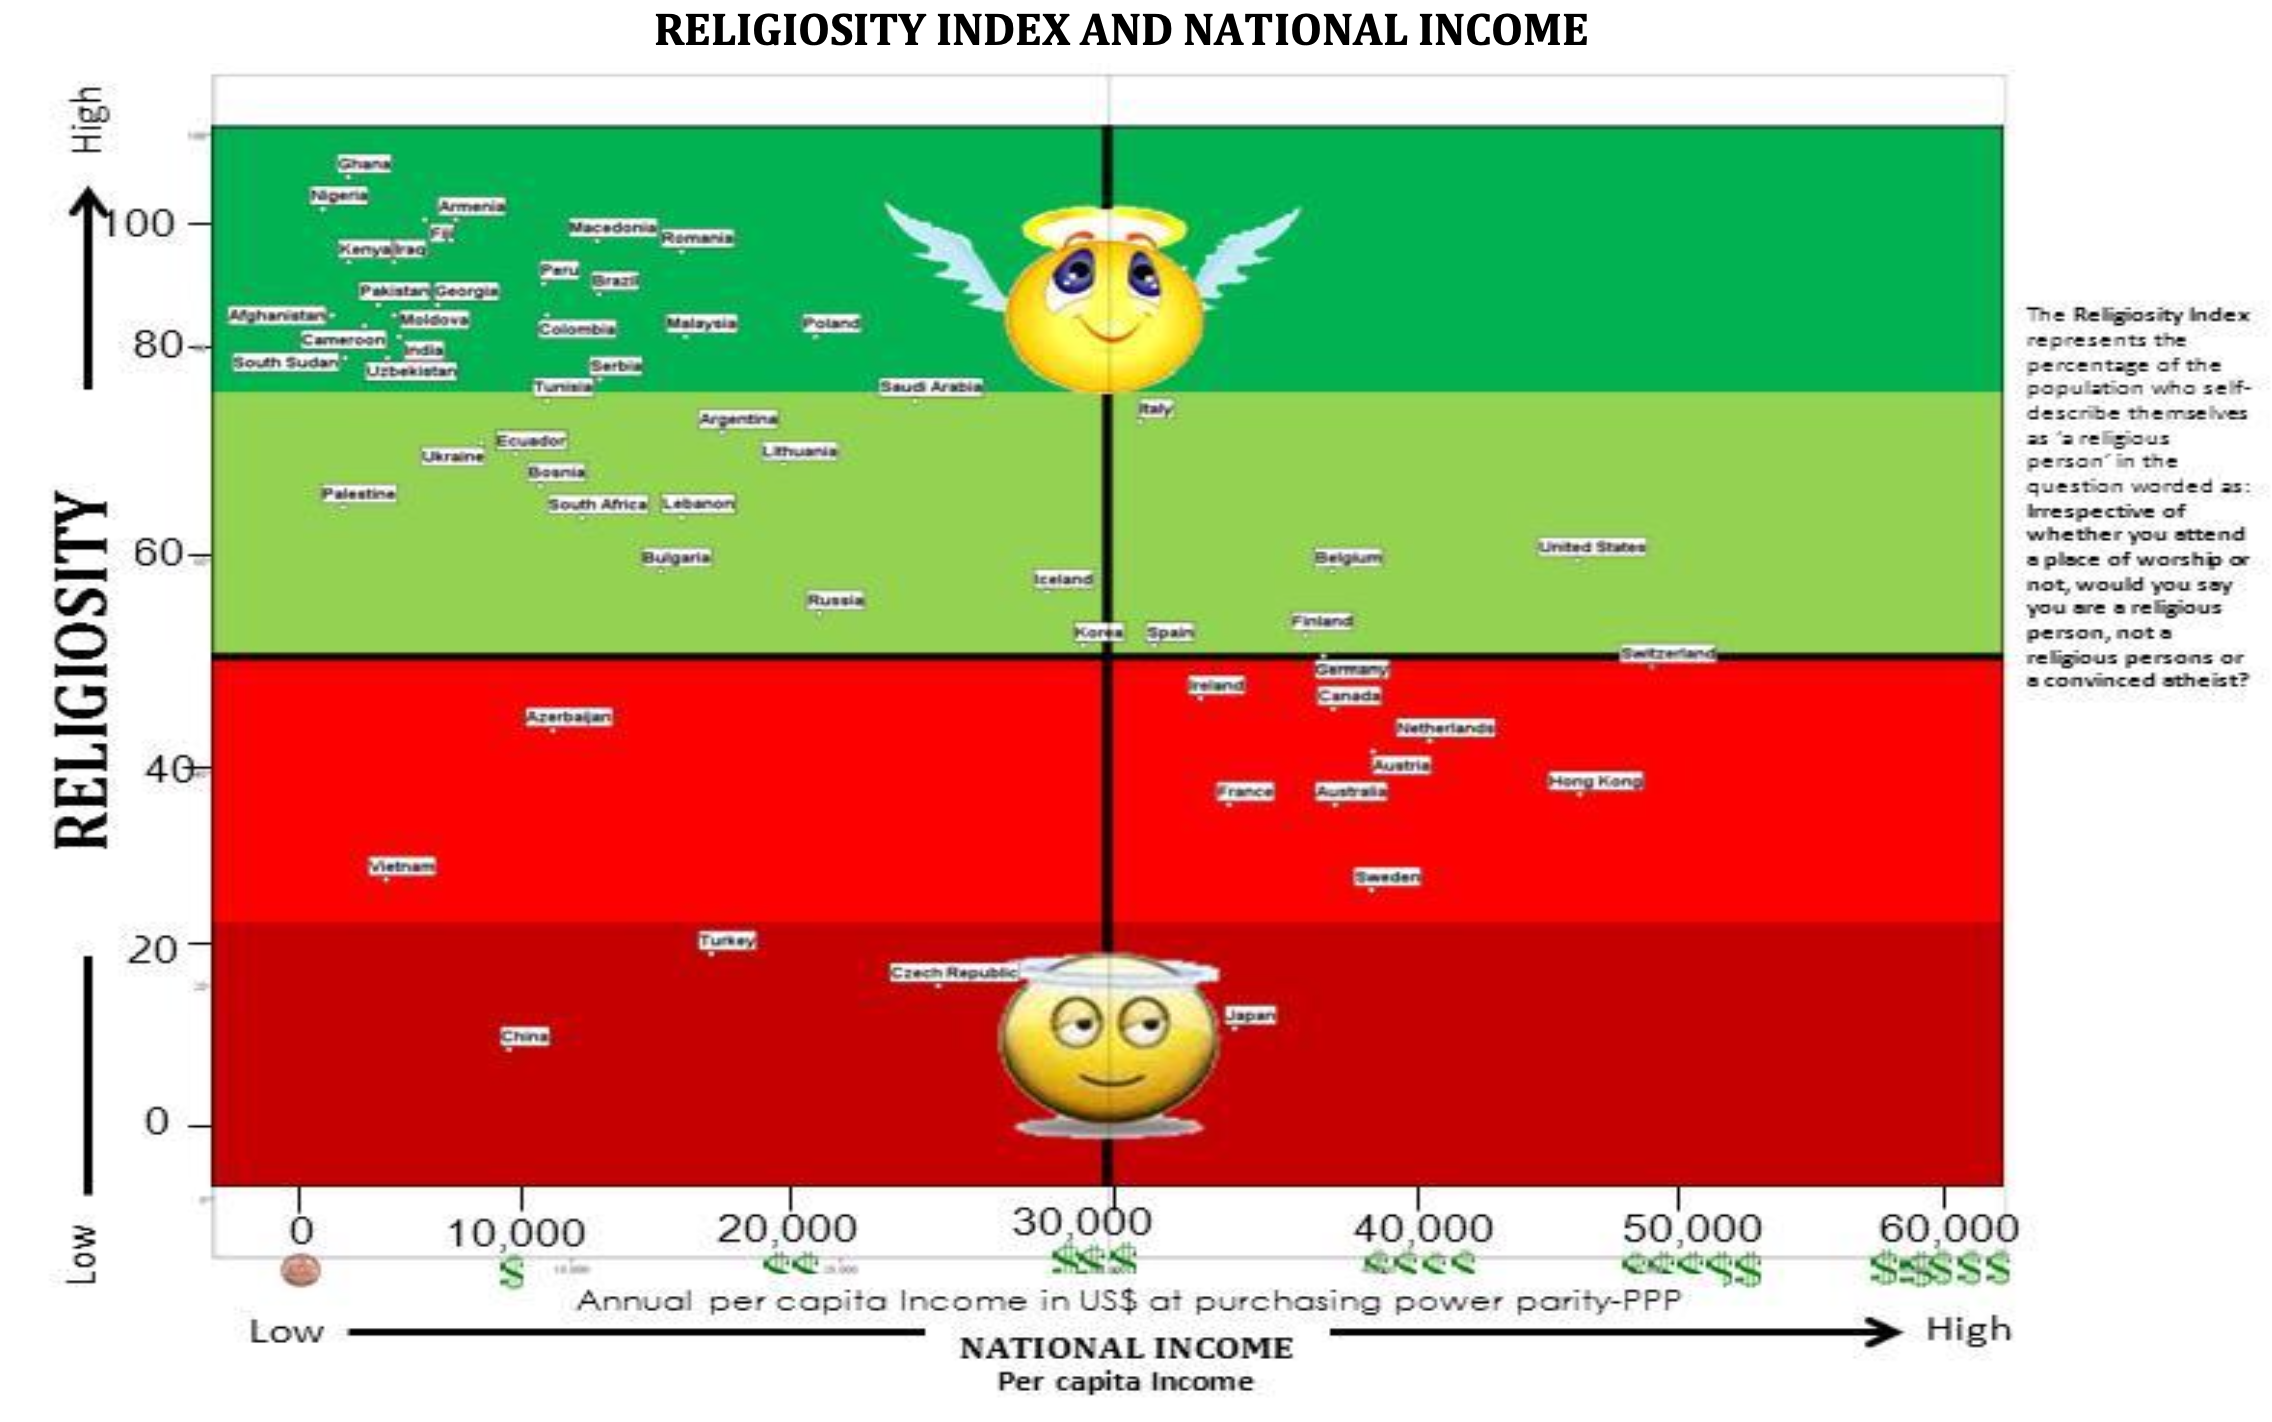 RELIGIOSITY INDEX AND NATIONAL INCOME
High
RELIGIOSITY
Low
100
80
60
40
20
0
Ghana
Nigeria
Armenia
Fiji
Macedonia
Romania
Kenya
Iraq
Peru
Brazil
Pakistan
Georgia
Afghanistan
Moldova
Colombia
Malaysia
Poland
Cameroon
India
South Sudan
Uzbekistan
Serbia
Tunisia
Saudi Arabia
Italy
Argentina
Ecuador
Lithuania
Ukraine
Bosnia
Palestine
South Africa
Lebanon
Bulgaria
Belgium
United States
Iceland
Russia
Finland
Korea
Spain
Switzerland
Germany
Ireland
Canada
Azerbaijan
Netherlands
Austria
Hong Kong
France
Australia
Vietnam
Sweden
Turkey
Czech Republic
Japan
China
The Religiosity Index
represents the
percentage of the
population who self-
describe themselves
as ‘a religious
person’ in the
question worded as:
Irrespective of
whether you attend
a place of worship or
not, would you say
you are a religious
person, not a
religious persons or
a convinced atheist?
0
10,000
20,000
30,000
40,000
50,000
60,000
$
$$$
$$$$$
Annual per capita Income in US$ at purchasing power parity-PPP
Low
High
NATIONAL INCOME
Per capita Income